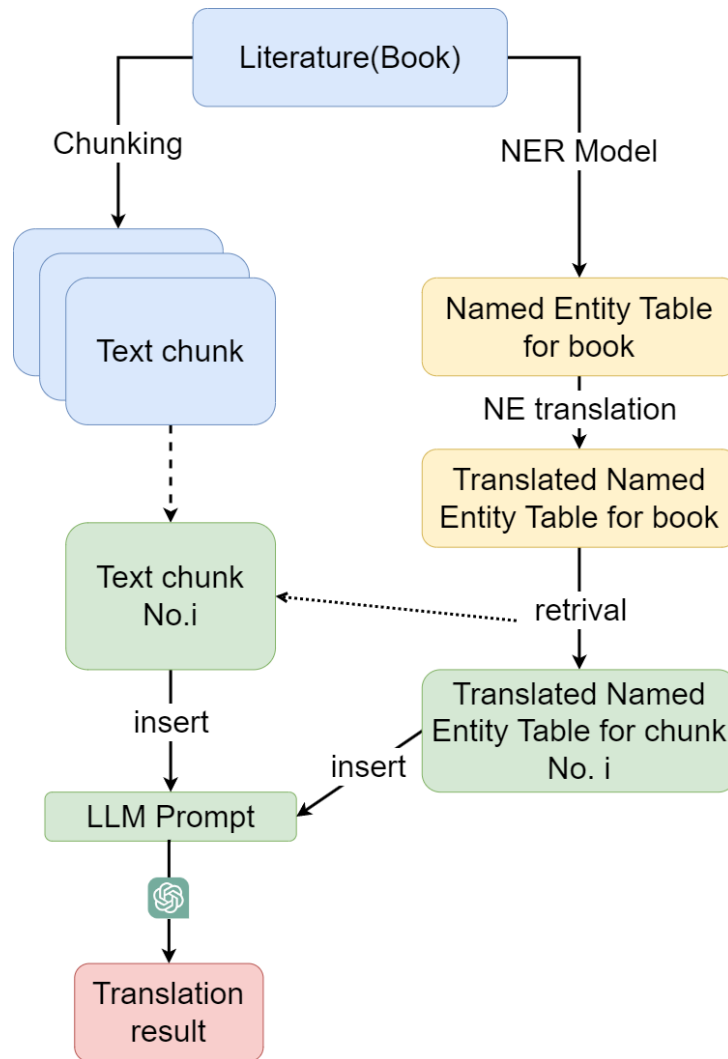 Literature(Book)
Chunking
NER Model
Text chunk
Named Entity Table
for book
NE translation
Translated Named
Entity Table for book
Text chunk
No.i
retrival
insert
Translated Named
Entity Table for chunk
No. i
insert
LLM Prompt
Translation
result